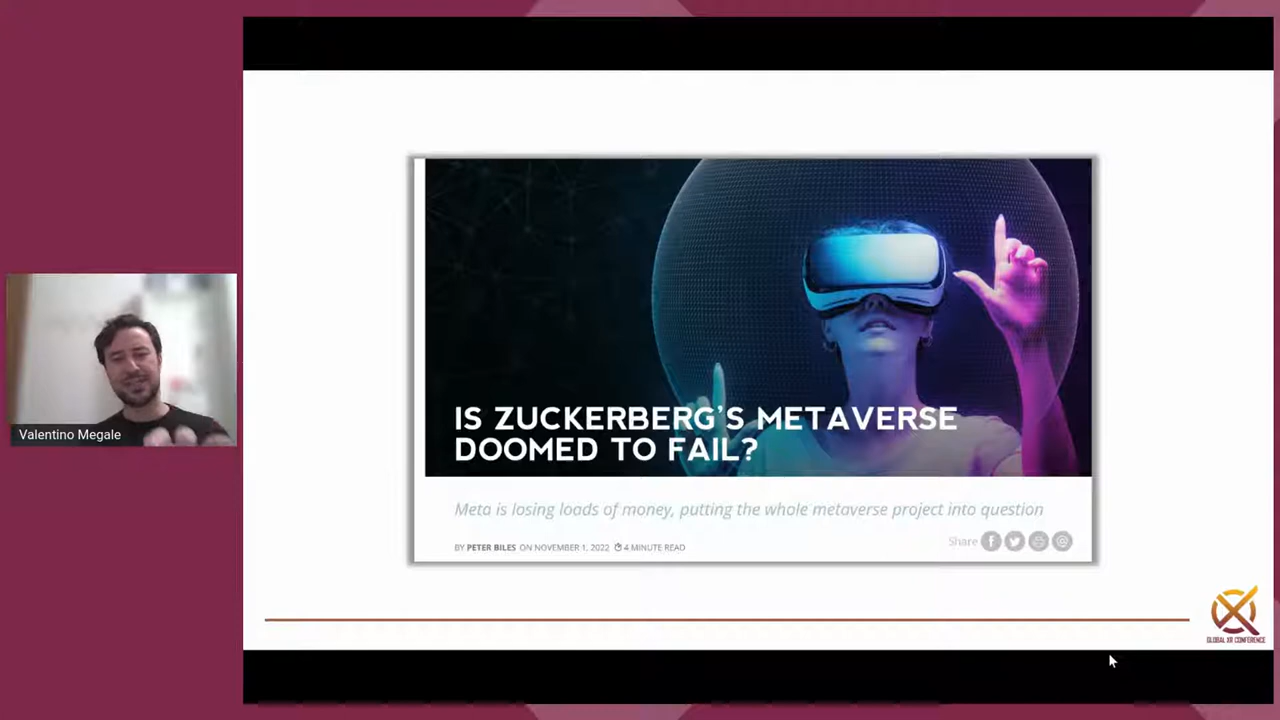 Valentino Megale
IS ZUCKERBERG'S METAVERSE
DOOMED TO FAIL?
Meta is losing loads of money, putting the whole metaverse project into question
Share
BY PETER BILES ON NOVEMBER 1, 2022 4 MINUTE READ
GLOBAL XR CONFERENCE